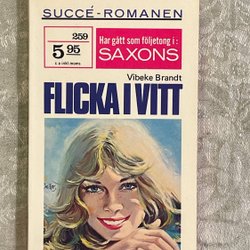 SUCCÉ-ROMANEN
259
5 95
Har gått som följetong i:
SAXONS
Vibeke Brandt
FLICKA I VITT